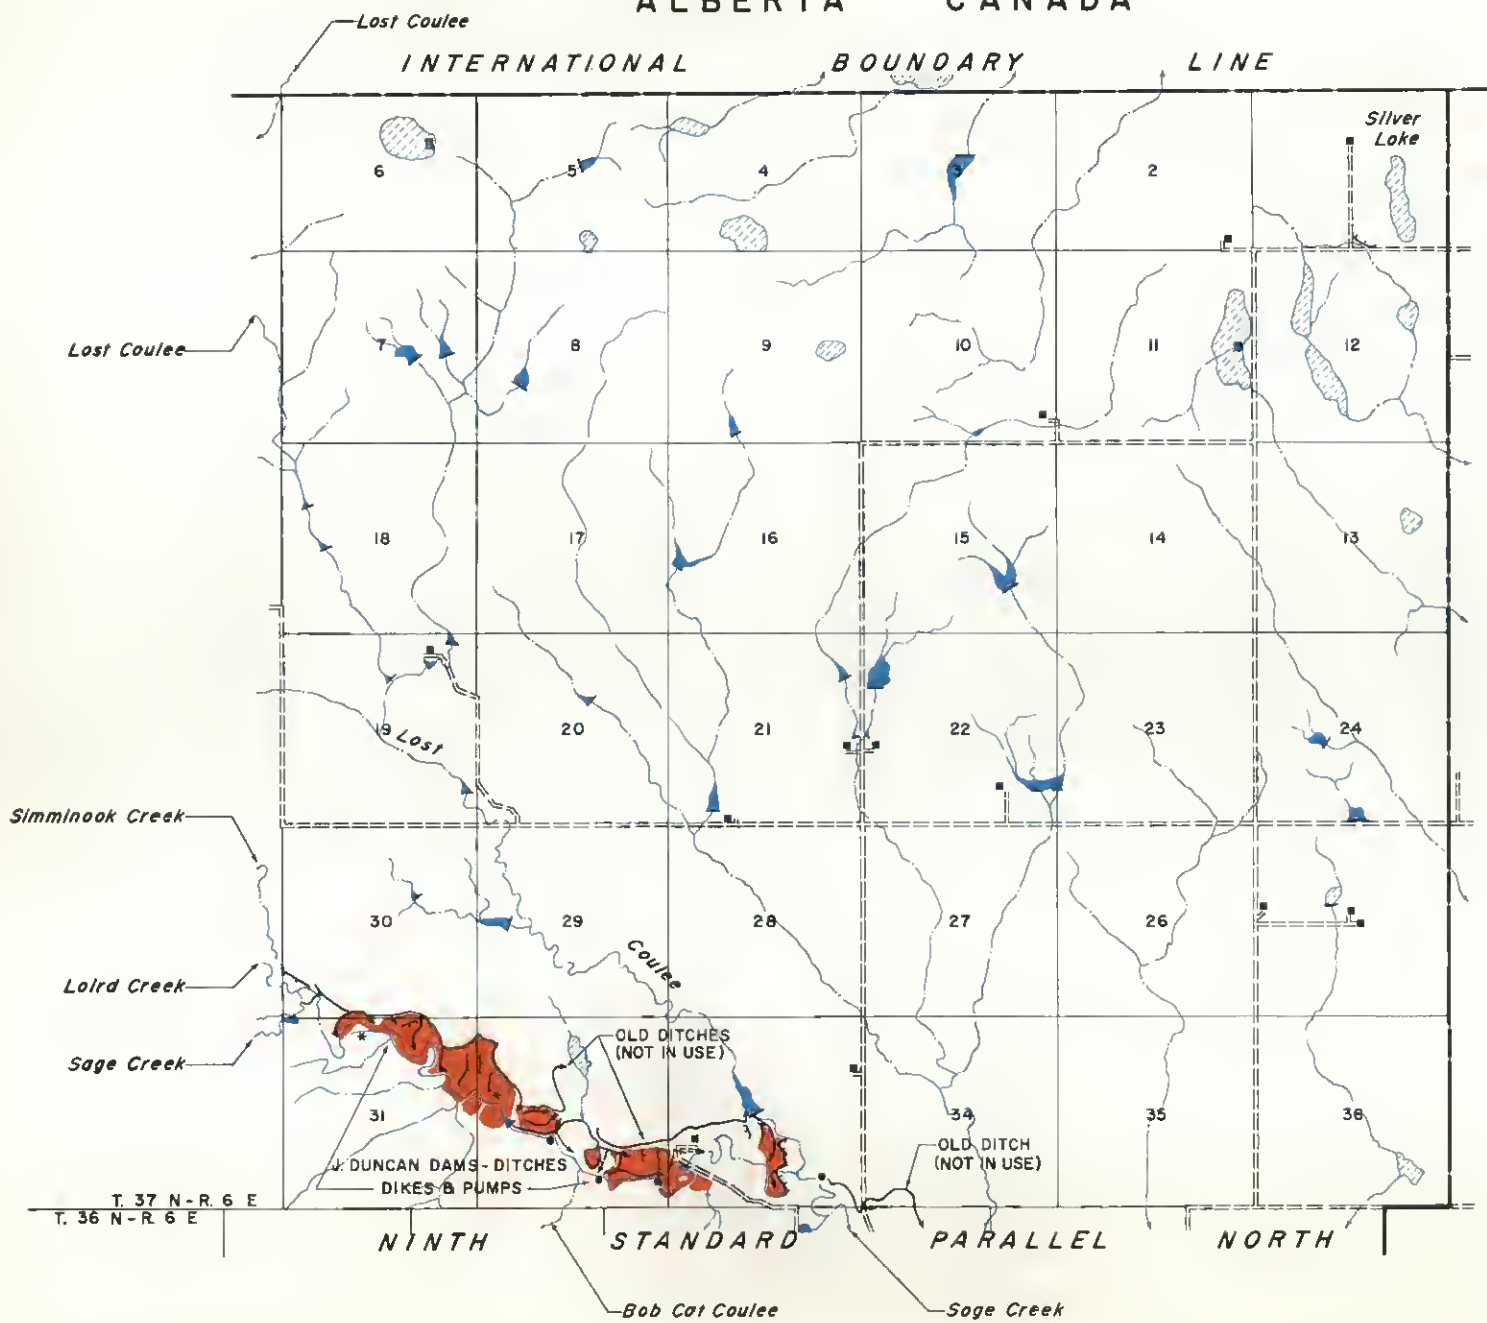 ALBERTA CANADA
Lost Coulee
INTERNATIONAL BOUNDARY LINE
Silver
Lake
6 5 4 3 2
Lost Coulee
7 8 9 10 11 12
18 17 16 15 14 13
19 20 21 22 23 24
Lost
Simminook Creek
30 29 28 27 26
Coulee
Laird Creek
OLD DITCHES
(NOT IN USE)
Sage Creek
31 34 35 36
J. DUNCAN DAMS-DITCHES
DIKES & PUMPS
OLD DITCH
(NOT IN USE)
T. 37 N-R. 6 E
T. 36 N-R. 6 E
NINTH STANDARD PARALLEL NORTH
Bob Cat Coulee
Sage Creek